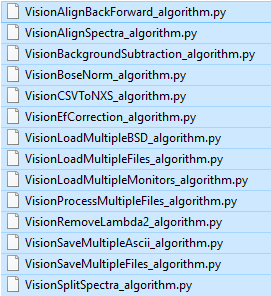 VisionAlignBackForward_algorithm.py
VisionAlignSpectra_algorithm.py
VisionBackgroundSubtraction_algorithm.py
VisionBoseNorm_algorithm.py
VisionCSVToNXS_algorithm.py
VisionEfCorrection_algorithm.py
VisionLoadMultipleBSD_algorithm.py
VisionLoadMultipleFiles_algorithm.py
VisionLoadMultipleMonitors_algorithm.py
VisionProcessMultipleFiles_algorithm.py
VisionRemoveLambda2_algorithm.py
VisionSaveMultipleAscii_algorithm.py
VisionSaveMultipleFiles_algorithm.py
VisionSplitSpectra_algorithm.py